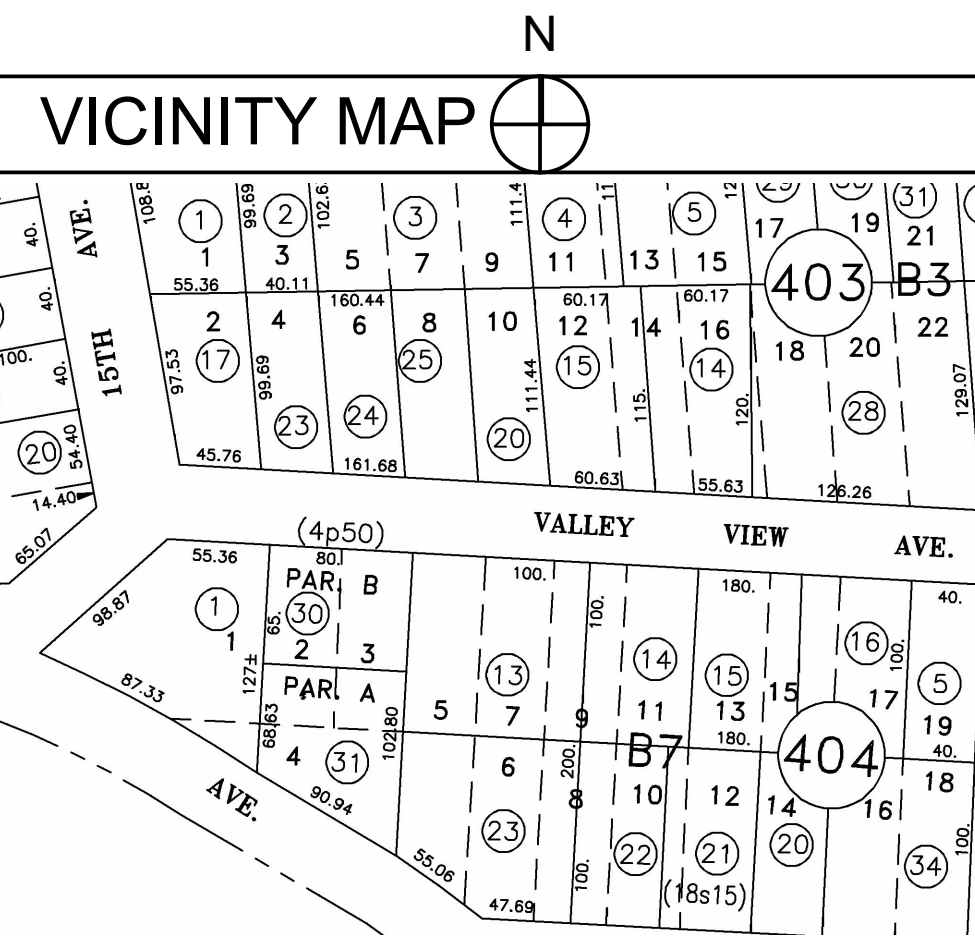 N
VICINITY MAP
15TH AVE.
108.8
99.69
102.6
111.4
11
12
1 2 3 4 5 31
1 3 5 7 9 11 13 15 17 19 21
40.
40.
40.
100.
55.36 40.11 160.44 60.17 60.17
403 B3
2 4 6 8 10 12 14 16 18 20 22
17 23 24 25 20 15 14 28
97.53
99.69
111.44
115.
120.
129.07
20
54.40
14.40
65.07
45.76 161.68 60.63 55.63 126.26
VALLEY VIEW AVE.
(4p50)
55.36 80. 100. 180. 40.
98.87
PAR. B
1 30
65.
1 2 3
127±
100.
100.
13 14 15 16 5
PAR. A
87.33
68.63
102.80
5 7 9 11 13 15 17 19
180. 40.
B7 404
4 31
90.94
AVE.
200.
6 8 10 12 14 16 18
23 22 21 20 34
(18s15)
100.
100.
55.06
47.69